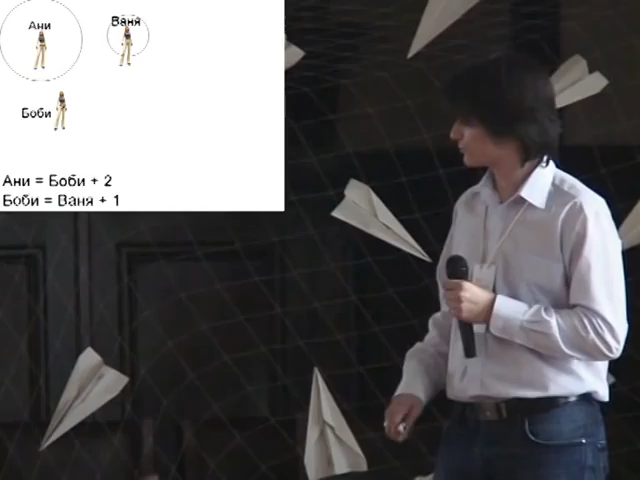 Ани
Ваня
Боби
Ани = Боби + 2
Боби = Ваня + 1